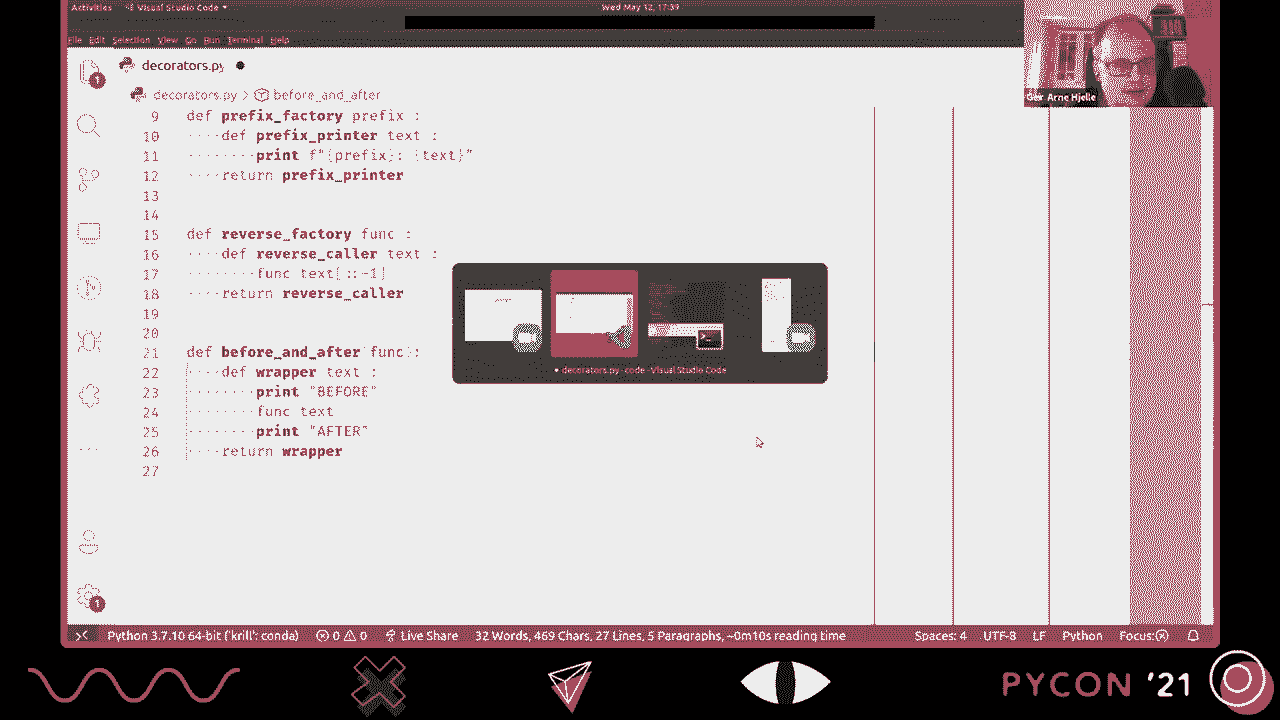 Activities
Visual Studio Code
Wed May 12, 17:39
File Edit Selection View Go Run Terminal Help
decorators.py
decorators.py > before_and_after
9 def prefix_factory prefix :
10 ····def prefix_printer text :
11 ········print f"{prefix}: {text}"
12 ····return prefix_printer
13
14
15 def reverse_factory func :
16 ····def reverse_caller text :
17 ········func text[::-1]
18 ····return reverse_caller
19
20
21 def before_and_after(func):
22 ····def wrapper text :
23 ········print "BEFORE"
24 ········func text
25 ········print "AFTER"
26 ····return wrapper
27
Geir Arne Hjelle
● decorators.py - code - Visual Studio Code
1
1
Python 3.7.10 64-bit ('krill': conda) 0 0 Live Share 32 Words, 469 Chars, 27 Lines, 5 Paragraphs, ~0m10s reading time Spaces: 4 UTF-8 LF Python Focus:
PYCON '21